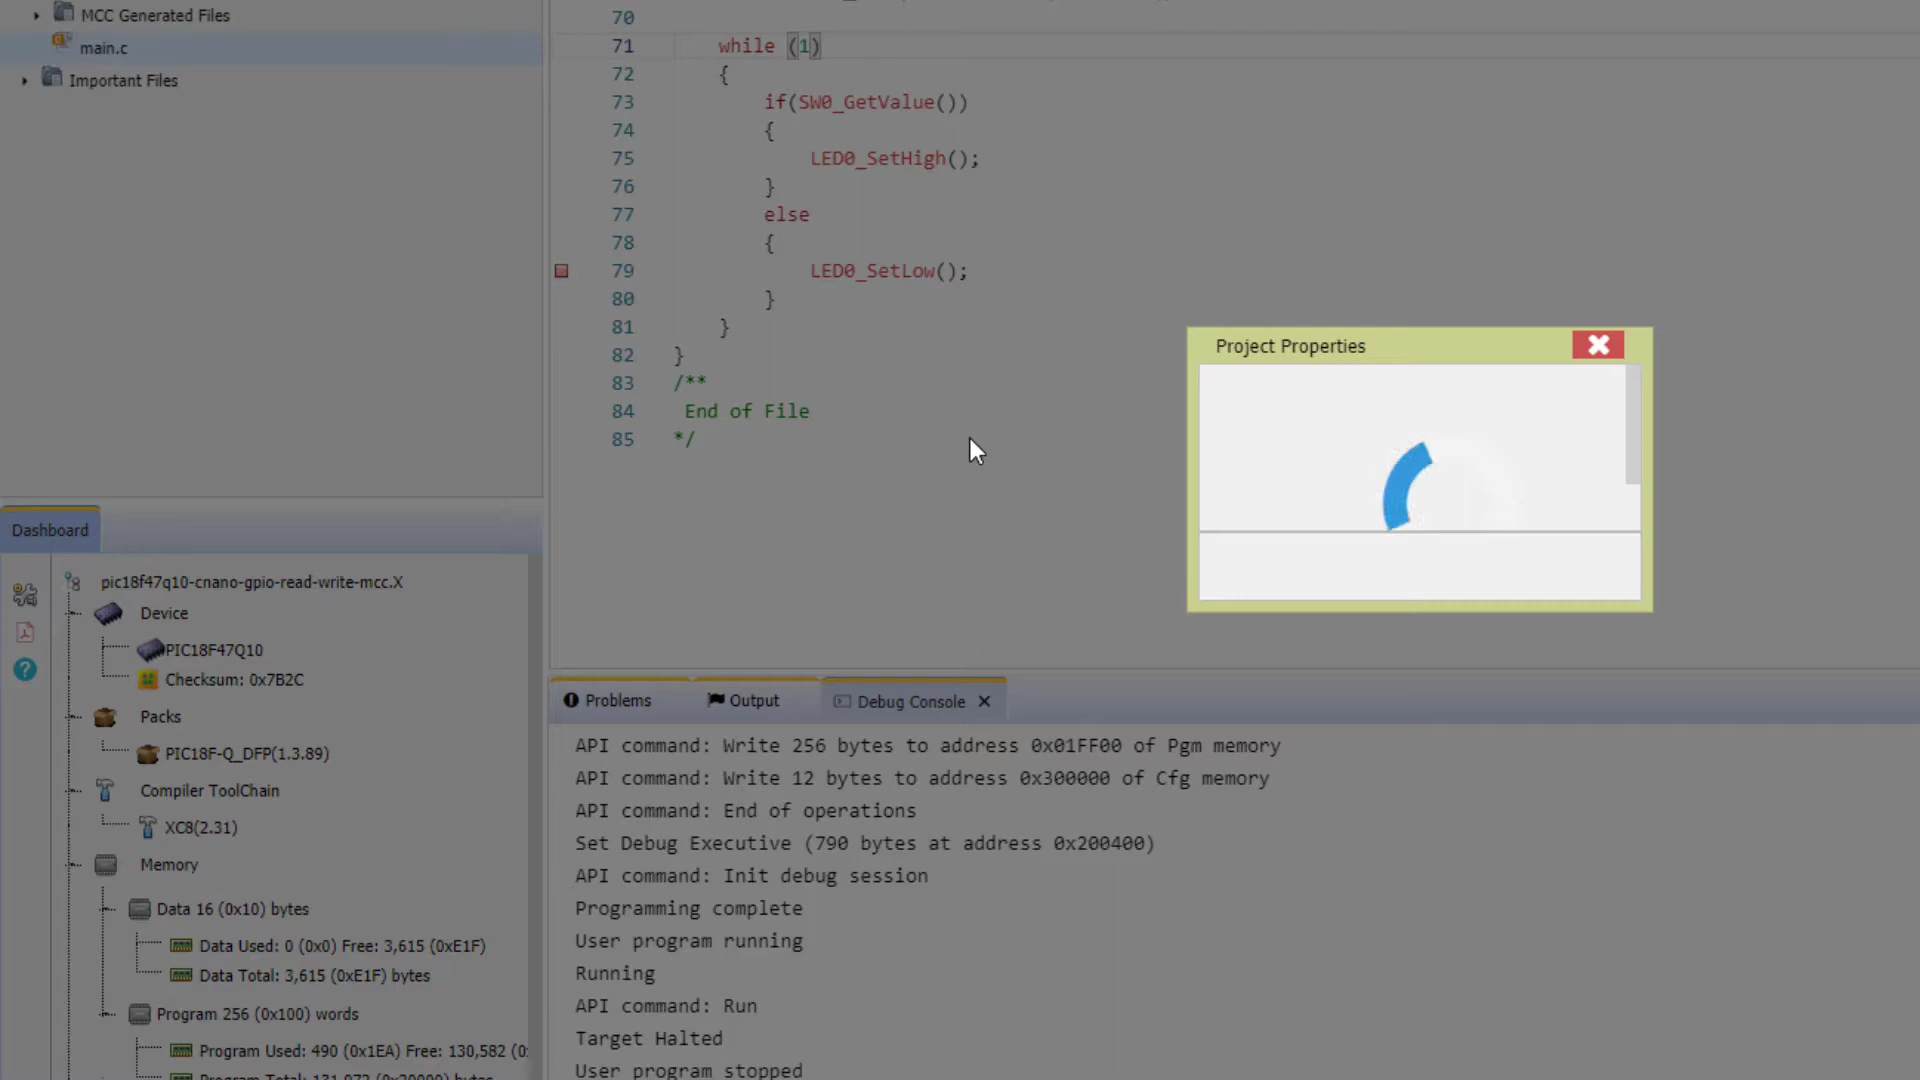 MCC Generated Files
main.c
Important Files
70
71 while (1)
72 {
73 if(SW0_GetValue())
74 {
75 LED0_SetHigh();
76 }
77 else
78 {
79 LED0_SetLow();
80 }
81 }
82 }
83 /**
84 End of File
85 */
Project Properties
Dashboard
pic18f47q10-cnano-gpio-read-write-mcc.X
Device
PIC18F47Q10
Checksum: 0x7B2C
Packs
PIC18F-Q_DFP(1.3.89)
Compiler ToolChain
XC8(2.31)
Memory
Data 16 (0x10) bytes
Data Used: 0 (0x0) Free: 3,615 (0xE1F)
Data Total: 3,615 (0xE1F) bytes
Program 256 (0x100) words
Program Used: 490 (0x1EA) Free: 130,582 (0
Problems
Output
Debug Console
API command: Write 256 bytes to address 0x01FF00 of Pgm memory
API command: Write 12 bytes to address 0x300000 of Cfg memory
API command: End of operations
Set Debug Executive (790 bytes at address 0x200400)
API command: Init debug session
Programming complete
User program running
Running
API command: Run
Target Halted
User program stopped